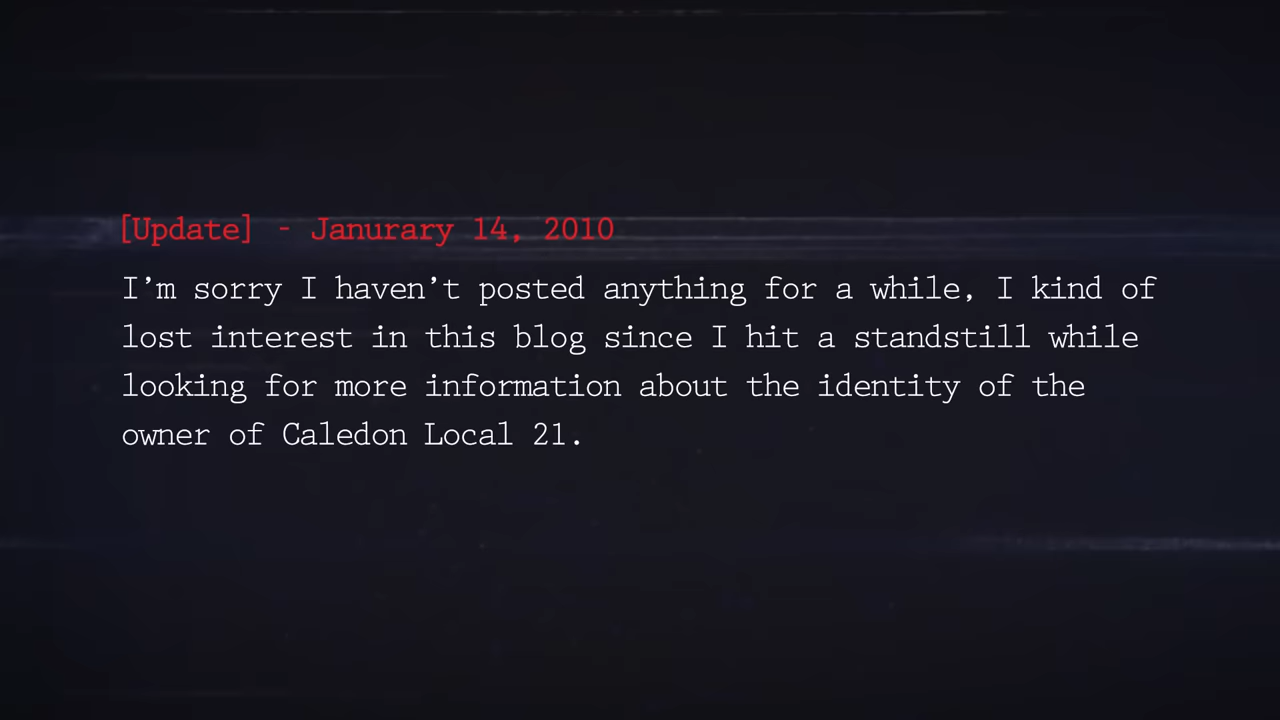 [Update] - Janurary 14, 2010
I’m sorry I haven’t posted anything for a while, I kind of
lost interest in this blog since I hit a standstill while
looking for more information about the identity of the
owner of Caledon Local 21.